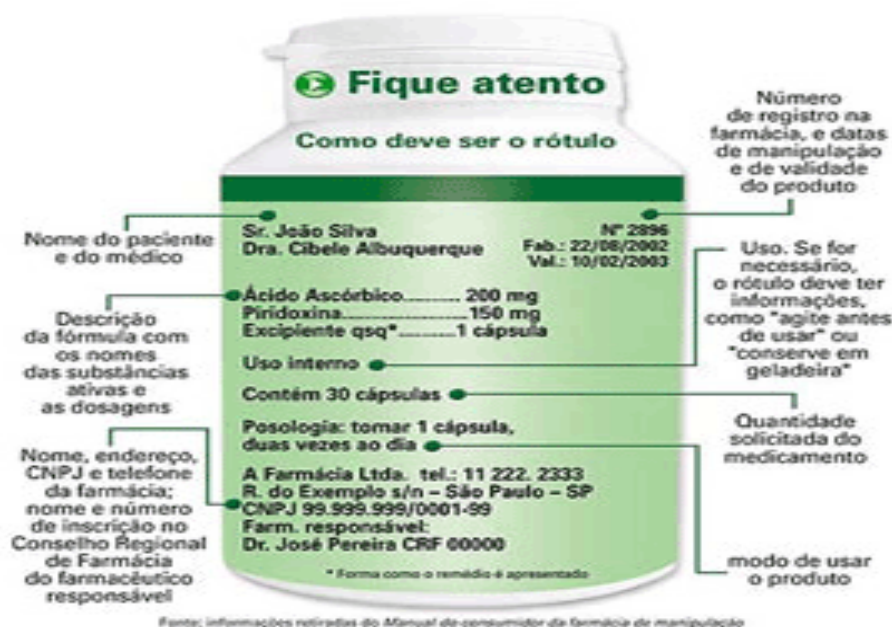 Fique atento
Como deve ser o rótulo
Número
de registro na
farmácia, e datas
de manipulação
e de validade
do produto
Nome do paciente
e do médico
Sr. João Silva
Dra. Cibele Albuquerque
Nº 2896
Fab.: 22/08/2002
Val.: 10/02/2003
Uso. Se for
necessário,
o rótulo deve ter
informações,
como "agite antes
de usar" ou
"conserve em
geladeira"
Descrição
da fórmula com
os nomes
das substâncias
ativas e
as dosagens
Ácido Ascórbico.......... 200 mg
Piridoxina......................150 mg
Excipiente qsq*..........1 cápsula
Uso interno
Contém 30 cápsulas
Quantidade
solicitada do
medicamento
Posologia: tomar 1 cápsula,
duas vezes ao dia
Nome, endereço,
CNPJ e telefone
da farmácia;
nome e número
de inscrição no
Conselho Regional
de Farmácia
do farmacêutico
responsável
A Farmácia Ltda. tel.: 11 222. 2333
R. do Exemplo s/n – São Paulo – SP
CNPJ 99.999.999/0001-99
Farm. responsável:
Dr. José Pereira CRF 00000
modo de usar
o produto
* Forma como o remédio é apresentado
Fonte: informações retiradas do Manual do consumidor da farmácia de manipulação